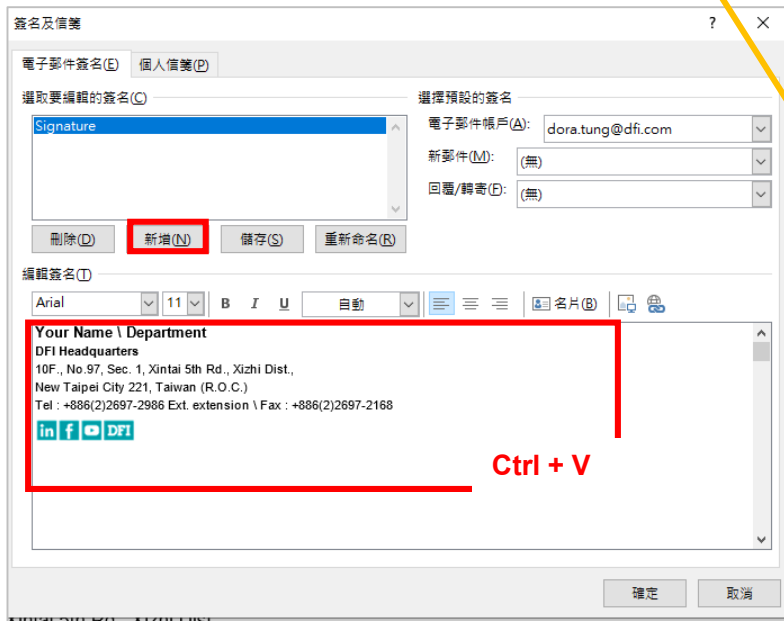 簽名及信箋 ? ×
電子郵件簽名(E) 個人信箋(P)
選取要編輯的簽名(C)
Signature
刪除(D) 新增(N) 儲存(S) 重新命名(R)
選擇預設的簽名
電子郵件帳戶(A): dora.tung@dfi.com
新郵件(M): (無)
回覆/轉寄(F): (無)
編輯簽名(T)
Arial 11 B I U 自動 名片(B)
Your Name \ Department
DFI Headquarters
10F., No.97, Sec. 1, Xintai 5th Rd., Xizhi Dist.,
New Taipei City 221, Taiwan (R.O.C.)
Tel : +886(2)2697-2986 Ext. extension \ Fax : +886(2)2697-2168
in f DFI
Ctrl + V
確定 取消